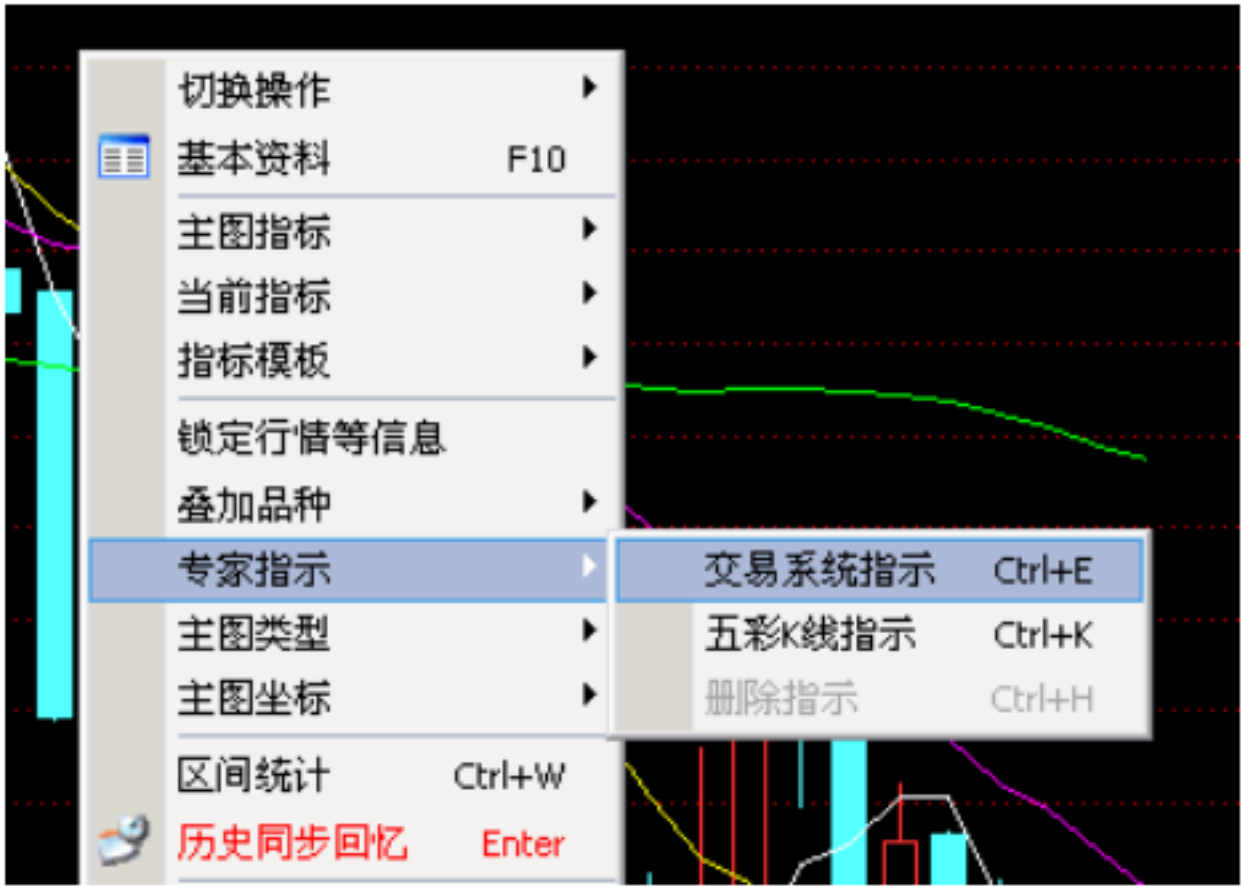 切换操作
基本资料 F10
主图指标
当前指标
指标模板
锁定行情等信息
叠加品种
专家指示
交易系统指示 Ctrl+E
主图类型
五彩K线指示 Ctrl+K
主图坐标
删除指示 Ctrl+H
区间统计 Ctrl+W
历史同步回忆 Enter